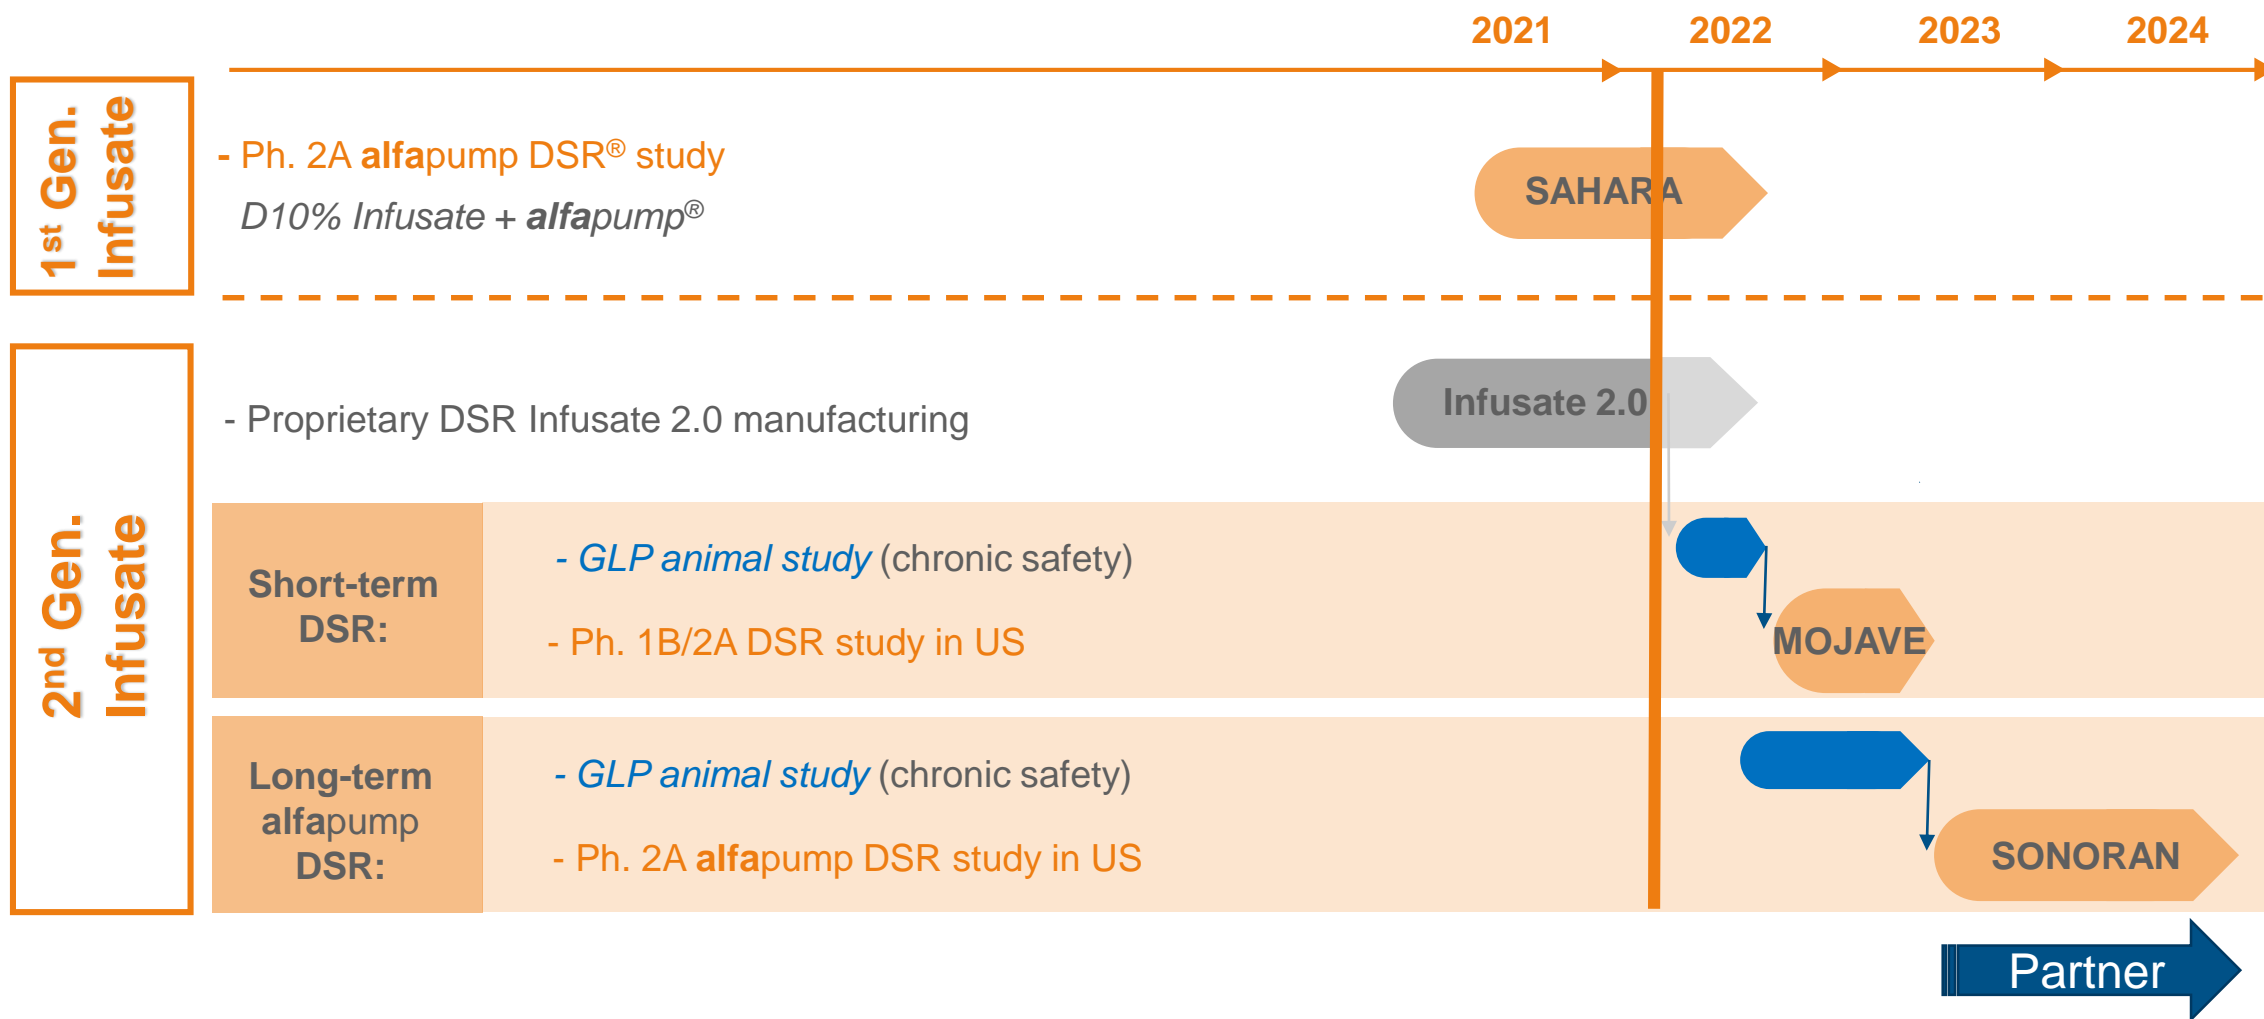 2021 2022 2023 2024
1st Gen.
Infusate
- Ph. 2A alfapump DSR® study
D10% Infusate + alfapump®
SAHARA
2nd Gen.
Infusate
- Proprietary DSR Infusate 2.0 manufacturing
Infusate 2.0
Short-term
DSR:
- GLP animal study (chronic safety)
- Ph. 1B/2A DSR study in US
MOJAVE
Long-term
alfapump
DSR:
- GLP animal study (chronic safety)
- Ph. 2A alfapump DSR study in US
SONORAN
Partner